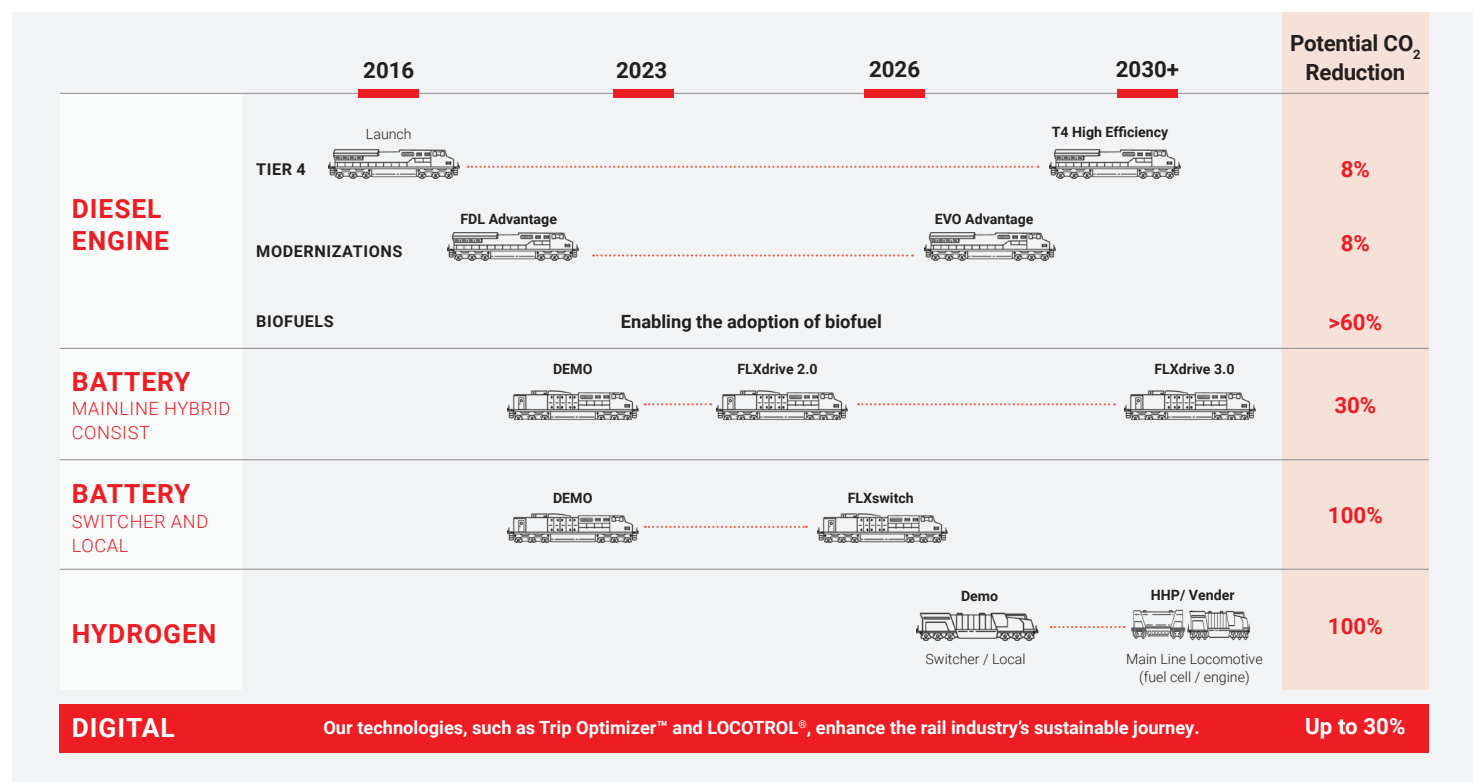 2016
2023
2026
2030+
Potential CO2
Reduction
DIESEL
ENGINE
TIER 4
Launch
T4 High Efficiency
8%
MODERNIZATIONS
FDL Advantage
EVO Advantage
8%
BIOFUELS
Enabling the adoption of biofuel
>60%
BATTERY
MAINLINE HYBRID
CONSIST
DEMO
FLXdrive 2.0
FLXdrive 3.0
30%
BATTERY
SWITCHER AND
LOCAL
DEMO
FLXswitch
100%
HYDROGEN
Demo
Switcher / Local
HHP/ Vender
Main Line Locomotive
(fuel cell / engine)
100%
DIGITAL
Our technologies, such as Trip Optimizer™ and LOCOTROL®, enhance the rail industry’s sustainable journey.
Up to 30%